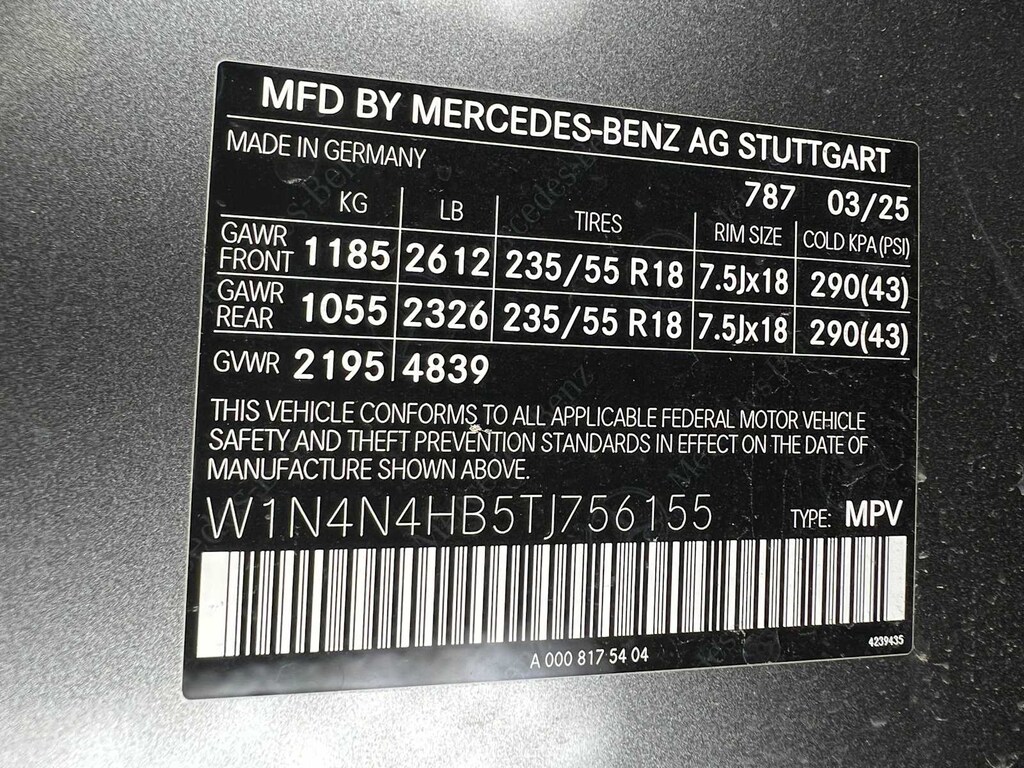 MFD BY MERCEDES-BENZ AG STUTTGART
MADE IN GERMANY
787 03/25
KG LB TIRES RIM SIZE COLD KPA (PSI)
GAWR FRONT 1185 2612 235/55 R18 7.5Jx18 290(43)
GAWR REAR 1055 2326 235/55 R18 7.5Jx18 290(43)
GVWR 2195 4839
THIS VEHICLE CONFORMS TO ALL APPLICABLE FEDERAL MOTOR VEHICLE
SAFETY AND THEFT PREVENTION STANDARDS IN EFFECT ON THE DATE OF
MANUFACTURE SHOWN ABOVE.
W1N4N4HB5TJ756155 TYPE: MPV
4239435
A 000 817 54 04